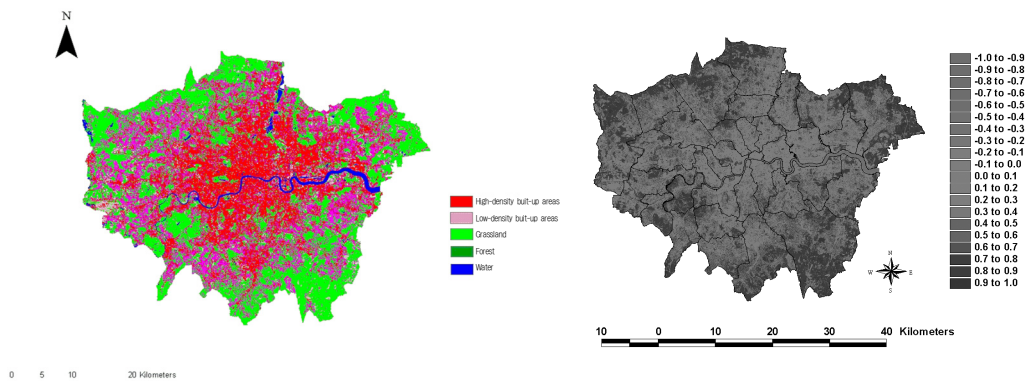 N
High-density buit-up areas
Low-density buit-up areas
Grassland
Forest
Water
0 5 10 20 Kilometers
-1.0 to -0.9
-0.9 to -0.8
-0.8 to -0.7
-0.7 to -0.6
-0.6 to -0.5
-0.5 to -0.4
-0.4 to -0.3
-0.3 to -0.2
-0.2 to -0.1
-0.1 to 0.0
0.0 to 0.1
0.1 to 0.2
0.2 to 0.3
0.3 to 0.4
0.4 to 0.5
0.5 to 0.6
0.6 to 0.7
0.7 to 0.8
0.8 to 0.9
0.9 to 1.0
N
W E
S
10 0 10 20 30 40 Kilometers